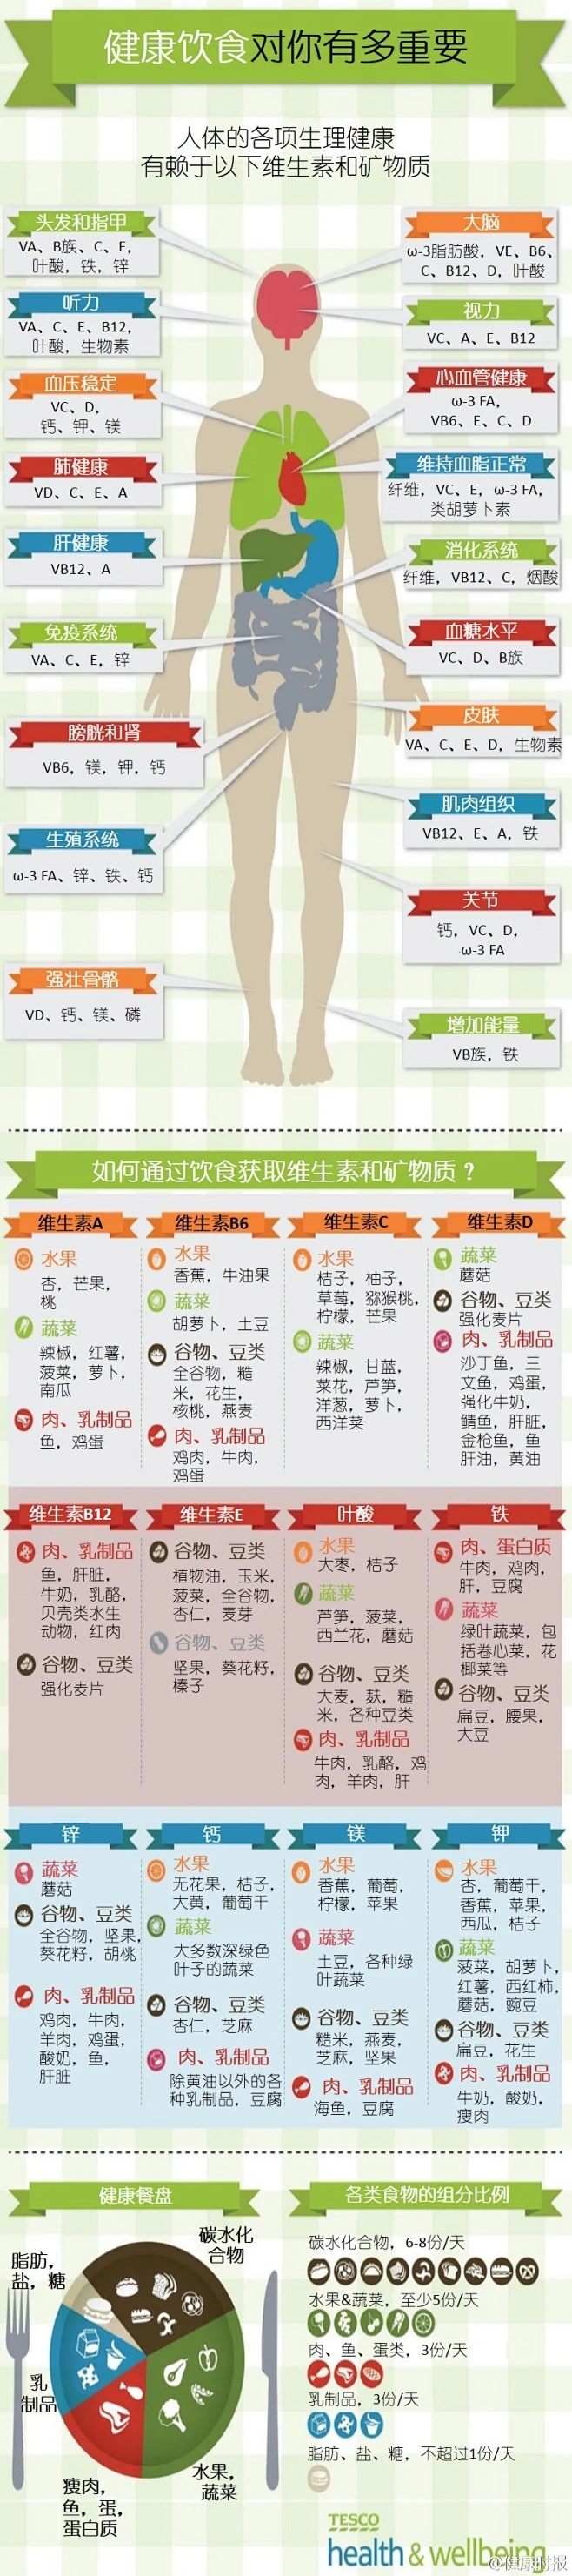 健康饮食对你有多重要
人体的各项生理健康
有赖于以下维生素和矿物质
头发和指甲
VA、B族、C、E,
叶酸, 铁, 锌
听力
VA、C、E、B12,
叶酸, 生物素
血压稳定
VC、D,
钙、钾、镁
肺健康
VD、C、E、A
肝健康
VB12、A
免疫系统
VA、C、E, 锌
膀胱和肾
VB6, 镁, 钾, 钙
生殖系统
ω-3 FA、锌、铁、钙
强壮骨骼
VD、钙、镁、磷
大脑
ω-3脂肪酸, VE、B6、
C、B12、D, 叶酸
视力
VC、A、E、B12
心血管健康
ω-3 FA,
VB6、E、C、D
维持血脂正常
纤维, VC、E, ω-3 FA,
类胡萝卜素
消化系统
纤维, VB12、C, 烟酸
血糖水平
VC、D、B族
皮肤
VA、C、E、D, 生物素
肌肉组织
VB12、E、A, 铁
关节
钙, VC、D,
ω-3 FA
增加能量
VB族, 铁
如何通过饮食获取维生素和矿物质?
维生素A
水果
杏, 芒果,
桃
蔬菜
辣椒, 红薯,
菠菜, 萝卜,
南瓜
肉、乳制品
鱼, 鸡蛋
维生素B6
水果
香蕉, 牛油果
蔬菜
胡萝卜, 土豆
谷物、豆类
全谷物, 糙
米, 花生,
核桃, 燕麦
肉、乳制品
鸡肉, 牛肉,
鸡蛋
维生素C
水果
桔子, 柚子,
草莓, 猕猴桃,
柠檬, 芒果
蔬菜
辣椒, 甘蓝,
菜花, 芦笋,
洋葱, 萝卜,
西洋菜
维生素D
蔬菜
蘑菇
谷物、豆类
强化麦片
肉、乳制品
沙丁鱼, 三
文鱼, 鸡蛋,
强化牛奶,
鲭鱼, 肝脏,
金枪鱼, 鱼
肝油, 黄油
维生素B12
肉、乳制品
鱼, 肝脏,
牛奶, 乳酪,
贝壳类水生
动物, 红肉
谷物、豆类
强化麦片
维生素E
谷物、豆类
植物油, 玉米,
菠菜, 全谷物,
杏仁, 麦芽
谷物、豆类
坚果, 葵花籽,
榛子
叶酸
水果
大枣, 桔子
蔬菜
芦笋, 菠菜,
西兰花, 蘑菇
谷物、豆类
大麦, 麸, 糙
米, 各种豆类
肉、乳制品
牛肉, 乳酪, 鸡
肉, 羊肉, 肝
铁
肉、蛋白质
牛肉, 鸡肉,
肝, 豆腐
蔬菜
绿叶蔬菜, 包
括卷心菜, 花
椰菜等
谷物、豆类
扁豆, 腰果,
大豆
锌
蔬菜
蘑菇
谷物、豆类
全谷物, 坚果,
葵花籽, 胡桃
肉、乳制品
鸡肉, 牛肉,
羊肉, 鸡蛋,
酸奶, 鱼,
肝脏
钙
水果
无花果, 桔子,
大黄, 葡萄干
蔬菜
大多数深绿色
叶子的蔬菜
谷物、豆类
杏仁, 芝麻
肉、乳制品
除黄油以外的各
种乳制品, 豆腐
镁
水果
香蕉, 葡萄,
柠檬, 苹果
蔬菜
土豆, 各种绿
叶蔬菜
谷物、豆类
糙米, 燕麦,
芝麻, 坚果
肉、乳制品
海鱼, 豆腐
钾
水果
杏, 葡萄干,
香蕉, 苹果,
西瓜, 桔子
蔬菜
菠菜, 胡萝卜,
红薯, 西红柿,
蘑菇, 豌豆
谷物、豆类
扁豆, 花生
肉、乳制品
牛奶, 酸奶,
瘦肉
健康餐盘
碳水化
合物
脂肪,
盐, 糖
乳
制品
瘦肉,
鱼, 蛋,
蛋白质
水果,
蔬菜
各类食物的组分比例
碳水化合物, 6-8份/天
水果&蔬菜, 至少5份/天
肉、鱼、蛋类, 3份/天
乳制品, 3份/天
脂肪、盐、糖, 不超过1份/天
TESCO
health & wellbeing
@健康时报